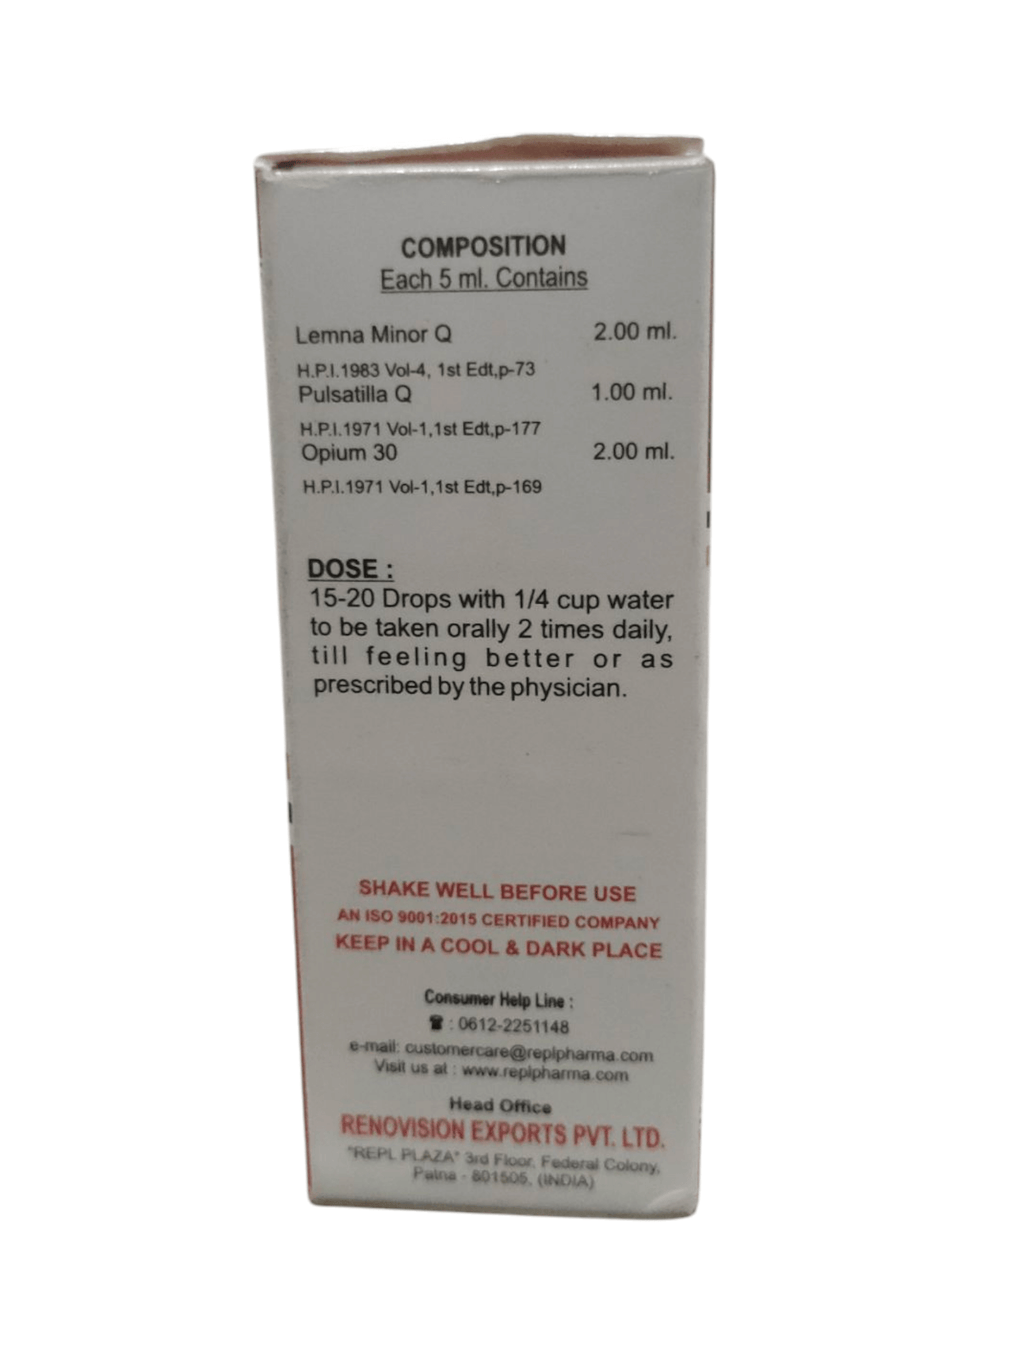 COMPOSITION
Each 5 ml. Contains
Lemna Minor Q 2.00 ml.
H.P.I.1983 Vol-4, 1st Edt,p-73
Pulsatilla Q 1.00 ml.
H.P.I.1971 Vol-1,1st Edt,p-177
Opium 30 2.00 ml.
H.P.I.1971 Vol-1,1st Edt,p-169
DOSE :
15-20 Drops with 1/4 cup water
to be taken orally 2 times daily,
till feeling better or as
prescribed by the physician.
SHAKE WELL BEFORE USE
AN ISO 9001:2015 CERTIFIED COMPANY
KEEP IN A COOL & DARK PLACE
Consumer Help Line :
☎ : 0612-2251148
e-mail: customercare@replpharma.com
Visit us at : www.replpharma.com
Head Office
RENOVISION EXPORTS PVT. LTD.
"REPL PLAZA" 3rd Floor, Federal Colony,
Patna - 801505, (INDIA)